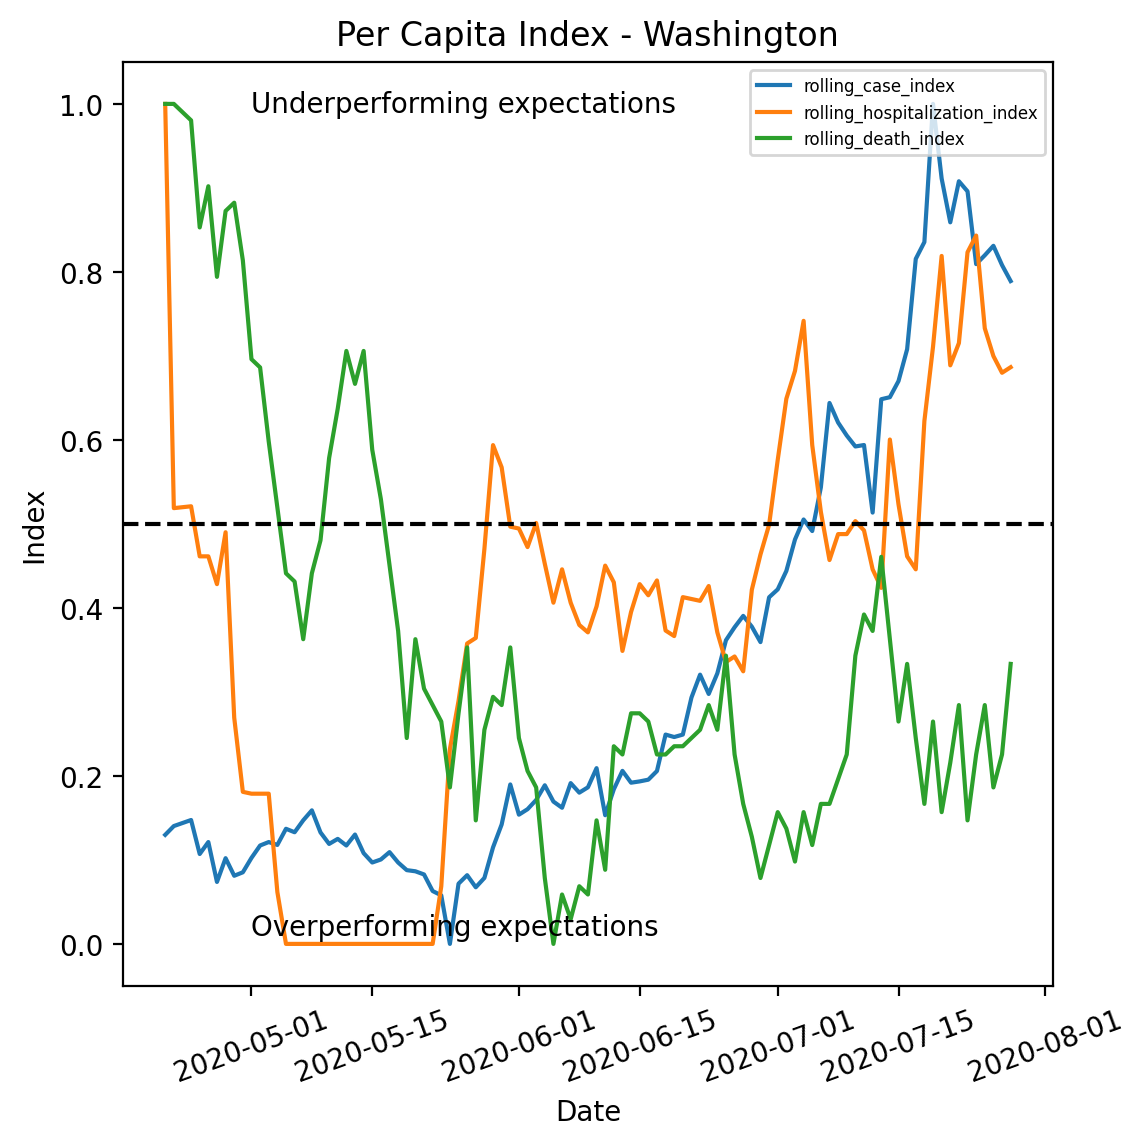 Per Capita Index - Washington
Underperforming expectations
rolling_case_index
rolling_hospitalization_index
rolling_death_index
1.0
0.8
0.6
0.4
0.2
0.0
Index
Overperforming expectations
2020-05-01
2020-05-15
2020-06-01
2020-06-15
2020-07-01
2020-07-15
2020-08-01
Date